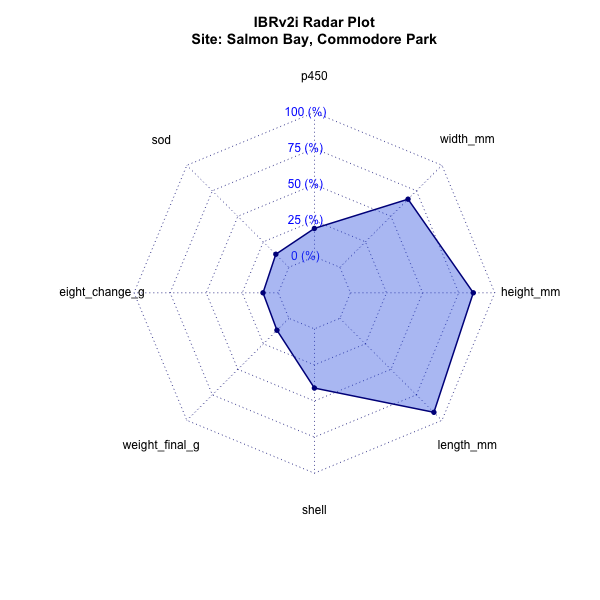 IBRv2i Radar Plot
Site: Salmon Bay, Commodore Park
p450
100 (%)
sod
width_mm
75 (%)
50 (%)
25 (%)
0 (%)
eight_change_g
height_mm
weight_final_g
length_mm
shell